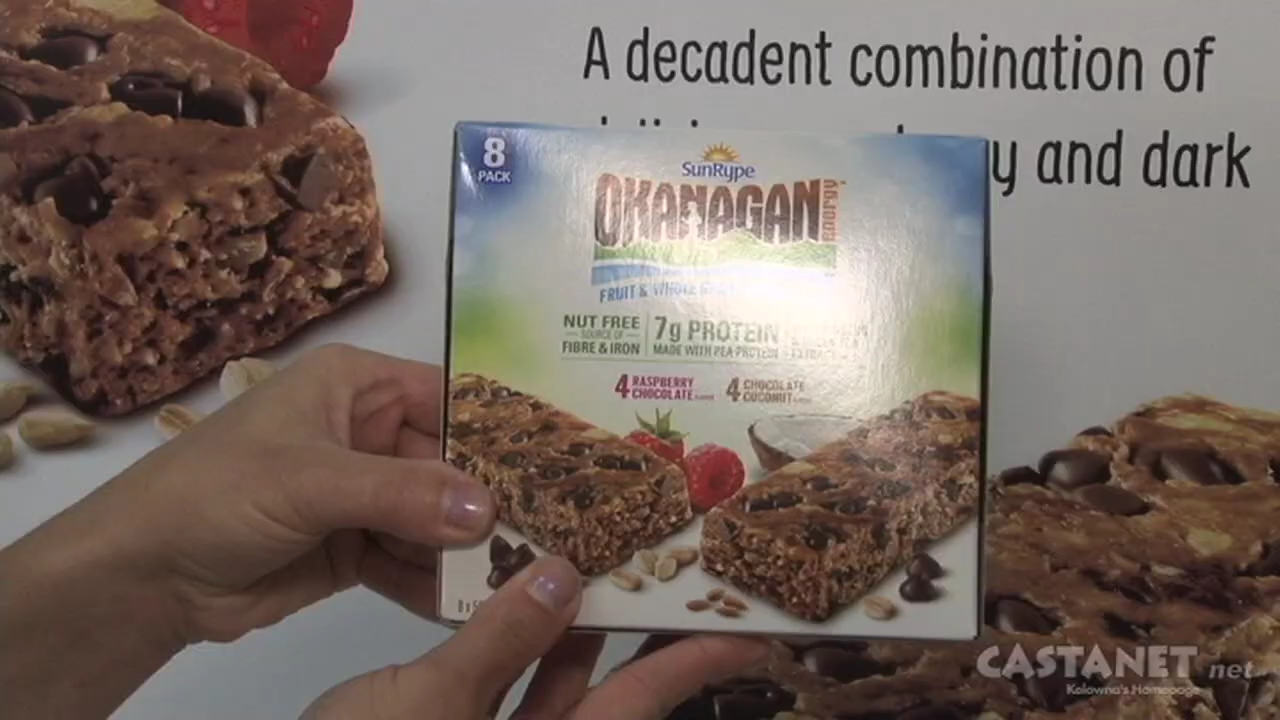 A decadent combination of
y and dark
8
PACK
SunRype
OKANAGAN
energy
FRUIT & WHOLE
NUT FREE
SOURCE OF
FIBRE & IRON
7g PROTEIN
MADE WITH PEA PROTEIN
4 RASPBERRY
CHOCOLATE
4 CHOCOLATE
COCONUT
8 x
CASTANET.net
Kelowna's Homepage